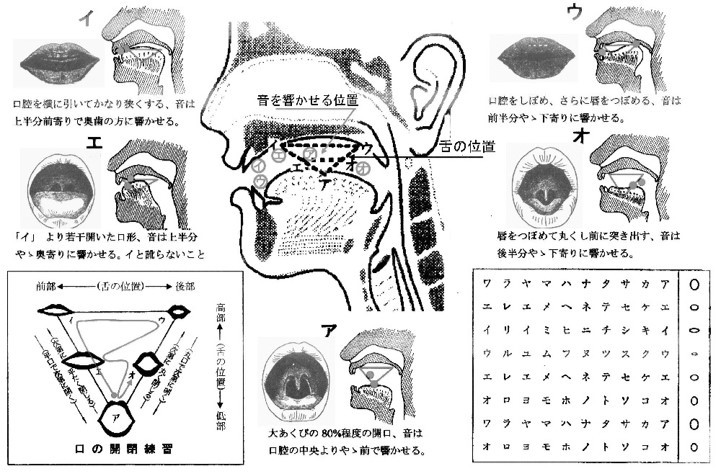 イ
口腔を横に引いてかなり狭くする、音は
上半分前寄りで奥歯の方に響かせる。
ウ
口腔をしぼめ、さらに唇をつぼめる、音は
前半分やゝ下寄りに響かせる。
エ
「イ」より若干開いた口形、音は上半分
やゝ奥寄りに響かせる。イと訛らないこと
オ
唇をつぼめて丸くし前に突き出す、音は
後半分やゝ下寄りに響かせる。
音を響かせる位置
舌の位置
イ エ ア ウ
イ ウ
エ オ
ア
ウ オ
ア
大あくびの80%程度の開口、音は
口腔の中央よりやゝ前で響かせる。
前部 (舌の位置) 後部
高部
(舌の位置)
低部
イ ウ
エ オ
ア
口の開閉練習
ワ ラ ヤ マ ハ ナ タ サ カ ア
エ レ エ メ ヘ ネ テ セ ケ エ
イ リ イ ミ ヒ ニ チ シ キ イ
ウ ル ユ ム フ ヌ ツ ス ク ウ
エ レ エ メ ヘ ネ テ セ ケ エ
オ ロ ヨ モ ホ ノ ト ソ コ オ
ワ ラ ヤ マ ハ ナ タ サ カ ア
オ ロ ヨ モ ホ ノ ト ソ コ オ